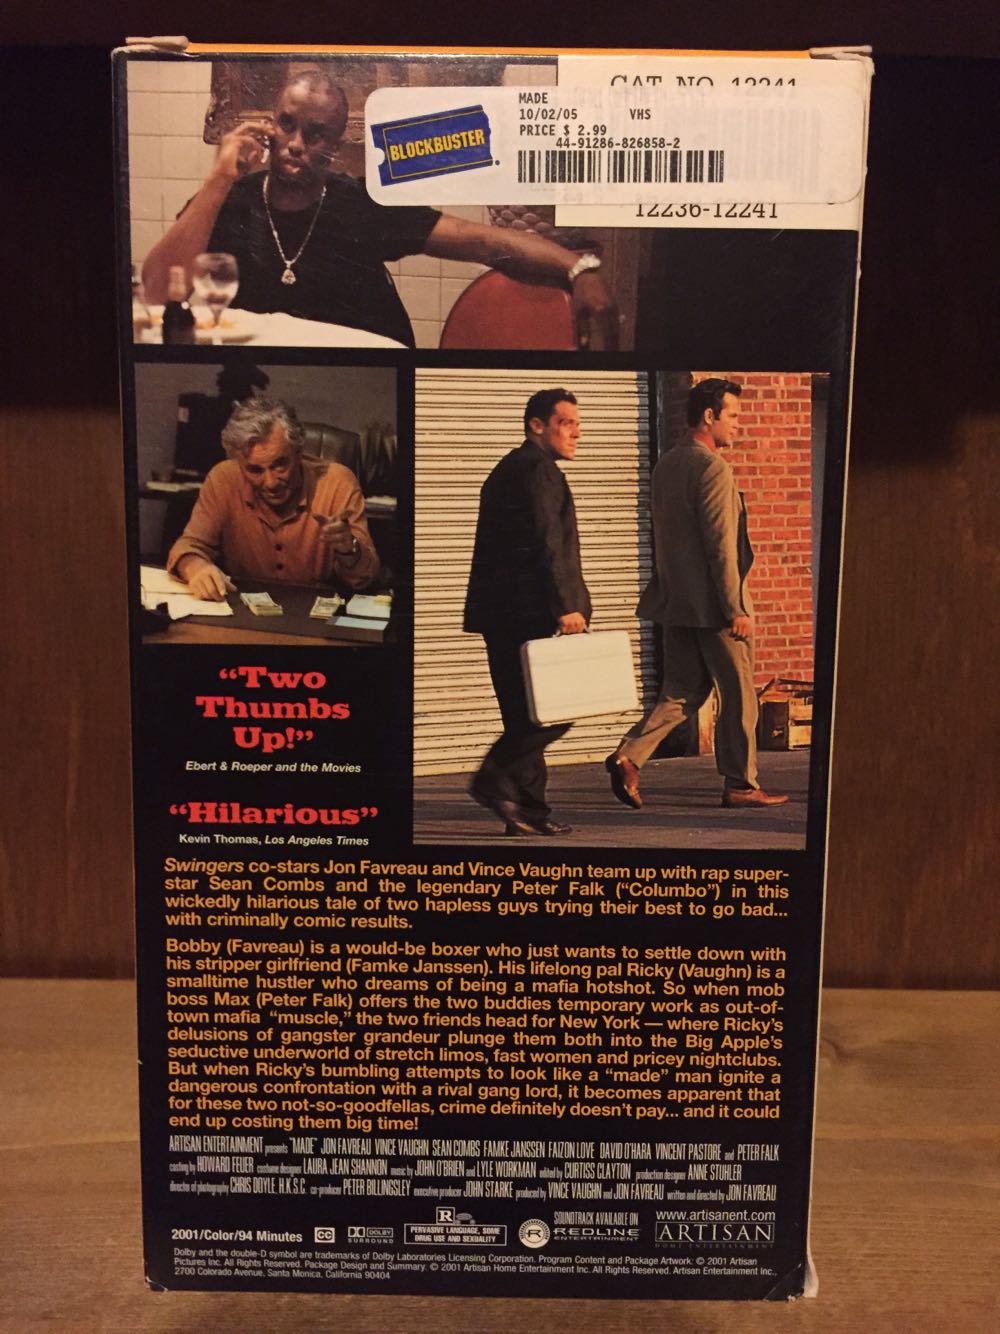 CAT. NO. 12241
BLOCKBUSTER
MADE
10/02/05 VHS
PRICE $ 2.99
44-91286-826858-2
12236-12241
“Two
Thumbs
Up!”
Ebert & Roeper and the Movies
“Hilarious”
Kevin Thomas, Los Angeles Times
Swingers co-stars Jon Favreau and Vince Vaughn team up with rap super-
star Sean Combs and the legendary Peter Falk (“Columbo”) in this
wickedly hilarious tale of two hapless guys trying their best to go bad...
with criminally comic results.
Bobby (Favreau) is a would-be boxer who just wants to settle down with
his stripper girlfriend (Famke Janssen). His lifelong pal Ricky (Vaughn) is a
smalltime hustler who dreams of being a mafia hotshot. So when mob
boss Max (Peter Falk) offers the two buddies temporary work as out-of-
town mafia “muscle,” the two friends head for New York — where Ricky’s
delusions of gangster grandeur plunge them both into the Big Apple’s
seductive underworld of stretch limos, fast women and pricey nightclubs.
But when Ricky’s bumbling attempts to look like a “made” man ignite a
dangerous confrontation with a rival gang lord, it becomes apparent that
for these two not-so-goodfellas, crime definitely doesn’t pay... and it could
end up costing them big time!
ARTISAN ENTERTAINMENT presents “MADE” JON FAVREAU VINCE VAUGHN SEAN COMBS FAMKE JANSSEN FAIZON LOVE DAVID O’HARA VINCENT PASTORE and PETER FALK
casting by HOWARD FEUER costume designer LAURA JEAN SHANNON music by JOHN O’BRIEN and LYLE WORKMAN edited by CURTISS CLAYTON production designer ANNE STUHLER
director of photography CHRIS DOYLE, H.K.S.C. co-producer PETER BILLINGSLEY executive producer JOHN STARKE produced by VINCE VAUGHN and JON FAVREAU written and directed by JON FAVREAU
2001/Color/94 Minutes CC DOLBY SURROUND
R
PERVASIVE LANGUAGE, SOME
DRUG USE AND SEXUALITY
SOUNDTRACK AVAILABLE ON
R REDLINE
ENTERTAINMENT
www.artisanent.com
ARTISAN
HOME ENTERTAINMENT
Dolby and the double-D symbol are trademarks of Dolby Laboratories Licensing Corporation. Program Content and Package Artwork: © 2001 Artisan
Pictures Inc. All Rights Reserved. Package Design and Summary: © 2001 Artisan Home Entertainment Inc. All Rights Reserved. Artisan Entertainment Inc.,
2700 Colorado Avenue, Santa Monica, California 90404